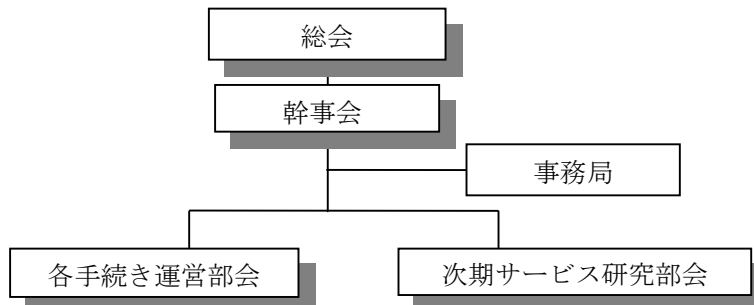 総会
幹事会
事務局
各手続き運営部会
次期サービス研究部会